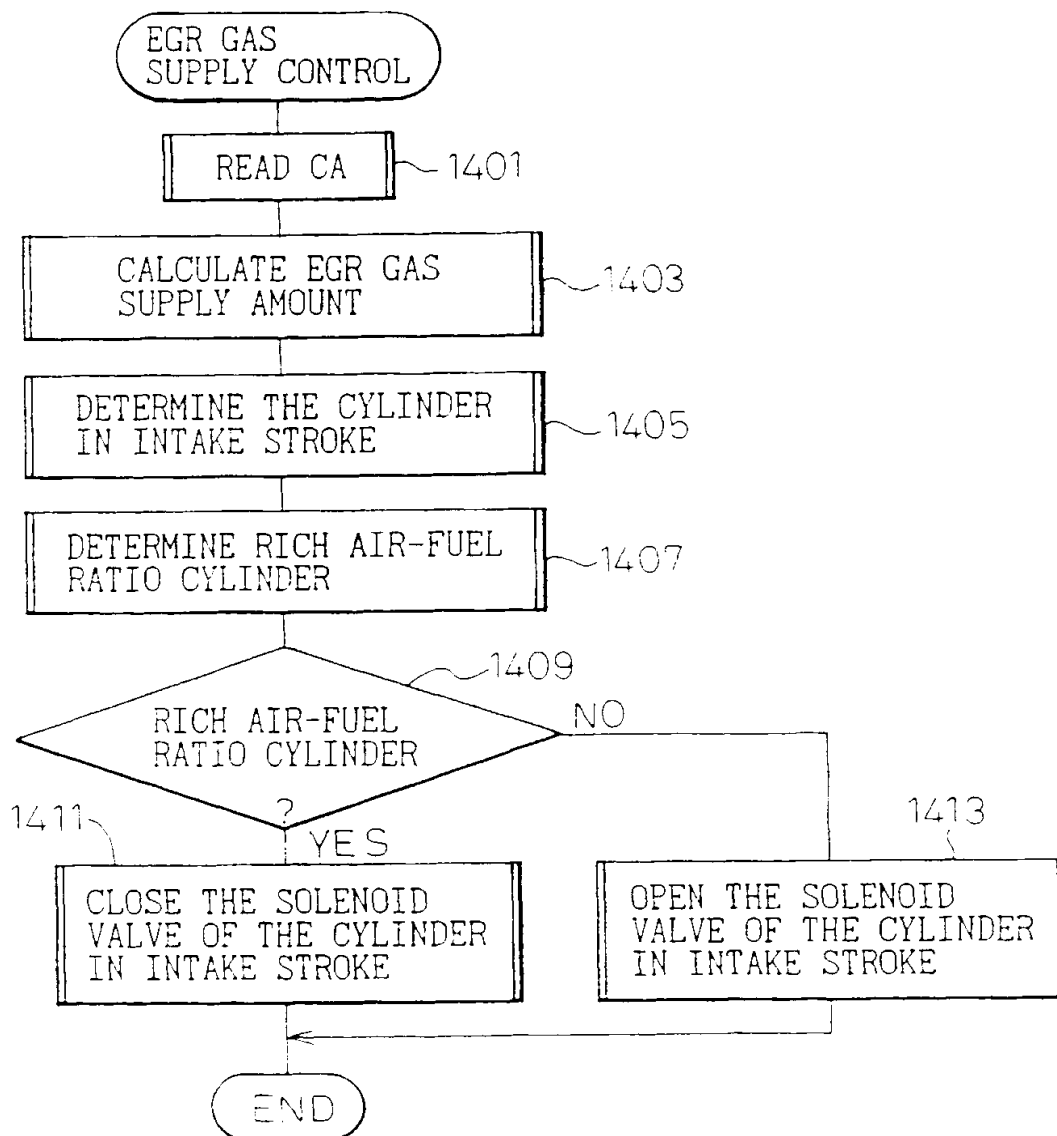 EGR GAS
SUPPLY CONTROL
READ CA
1401
CALCULATE EGR GAS
SUPPLY AMOUNT
1403
DETERMINE THE CYLINDER
IN INTAKE STROKE
1405
DETERMINE RICH AIR-FUEL
RATIO CYLINDER
1407
1409
RICH AIR-FUEL
RATIO CYLINDER
?
NO
YES
1411
CLOSE THE SOLENOID
VALVE OF THE CYLINDER
IN INTAKE STROKE
1413
OPEN THE SOLENOID
VALVE OF THE CYLINDER
IN INTAKE STROKE
END